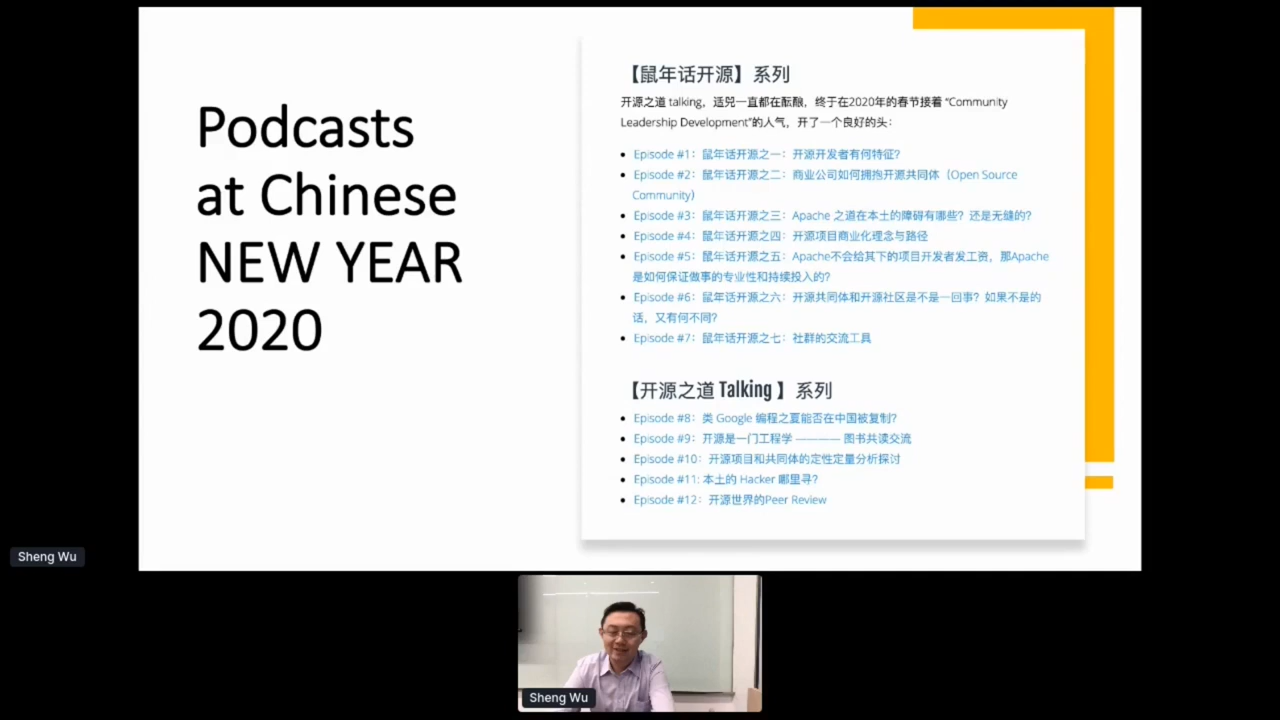 Podcasts
at Chinese
NEW YEAR
2020
【鼠年话开源】系列
开源之道 talking，适兕一直都在酝酿，终于在2020年的春节接着 “Community
Leadership Development”的人气，开了一个良好的头：
Episode #1：鼠年话开源之一：开源开发者有何特征？
Episode #2：鼠年话开源之二：商业公司如何拥抱开源共同体（Open Source
Community）
Episode #3：鼠年话开源之三：Apache 之道在本土的障碍有哪些？还是无缝的？
Episode #4：鼠年话开源之四：开源项目商业化理念与路径
Episode #5：鼠年话开源之五：Apache不会给其下的项目开发者发工资，那Apache
是如何保证做事的专业性和持续投入的？
Episode #6：鼠年话开源之六：开源共同体和开源社区是不是一回事？如果不是的
话，又有何不同？
Episode #7：鼠年话开源之七：社群的交流工具
【开源之道 Talking 】系列
Episode #8：类 Google 编程之夏能否在中国被复制？
Episode #9：开源是一门工程学 ———— 图书共读交流
Episode #10：开源项目和共同体的定性定量分析探讨
Episode #11: 本土的 Hacker 哪里寻？
Episode #12：开源世界的Peer Review
Sheng Wu
Sheng Wu